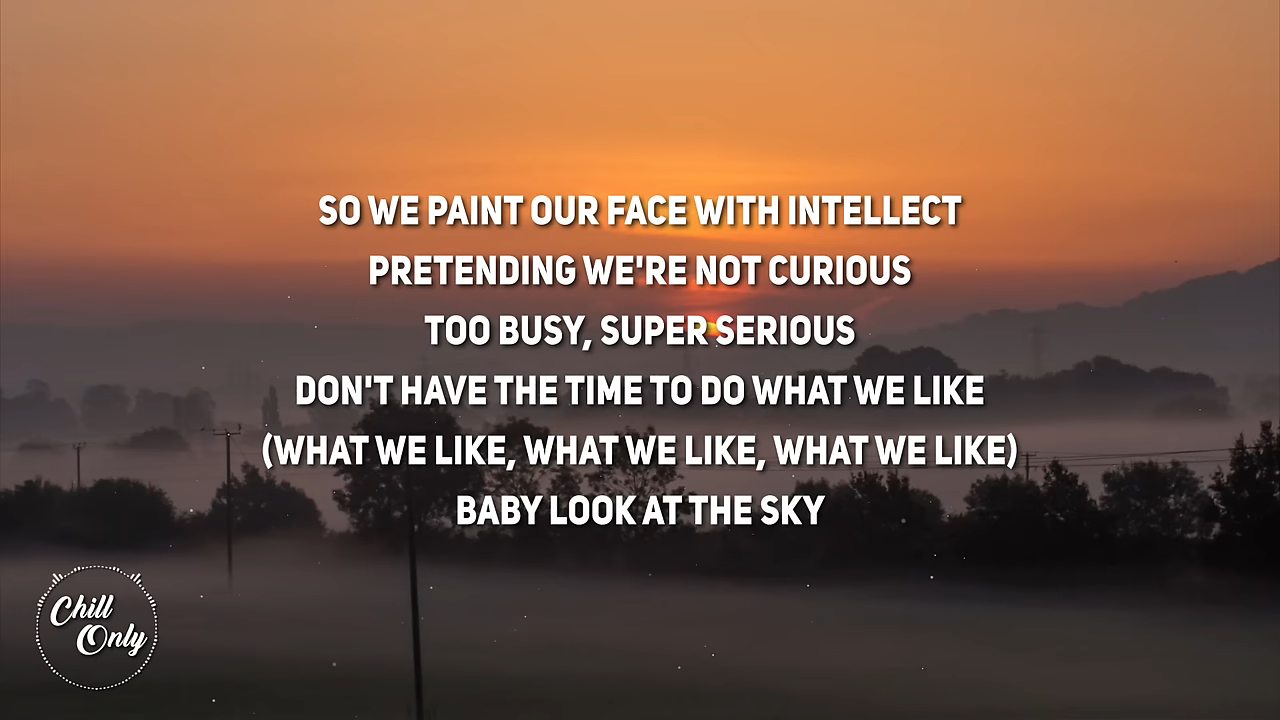 SO WE PAINT OUR FACE WITH INTELLECT
PRETENDING WE'RE NOT CURIOUS
TOO BUSY, SUPER SERIOUS
DON'T HAVE THE TIME TO DO WHAT WE LIKE
(WHAT WE LIKE, WHAT WE LIKE, WHAT WE LIKE)
BABY LOOK AT THE SKY
Chill
Only